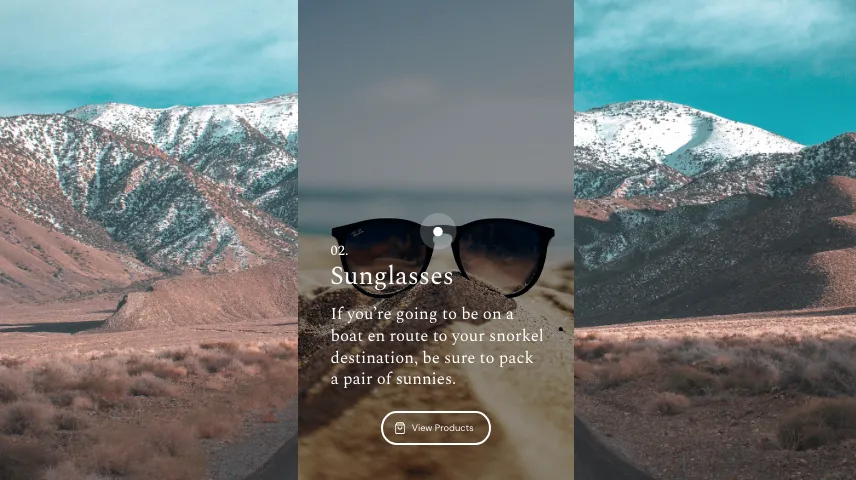 02.
Sunglasses
If you're going to be on a
boat en route to your snorkel
destination, be sure to pack
a pair of sunnies.
View Products